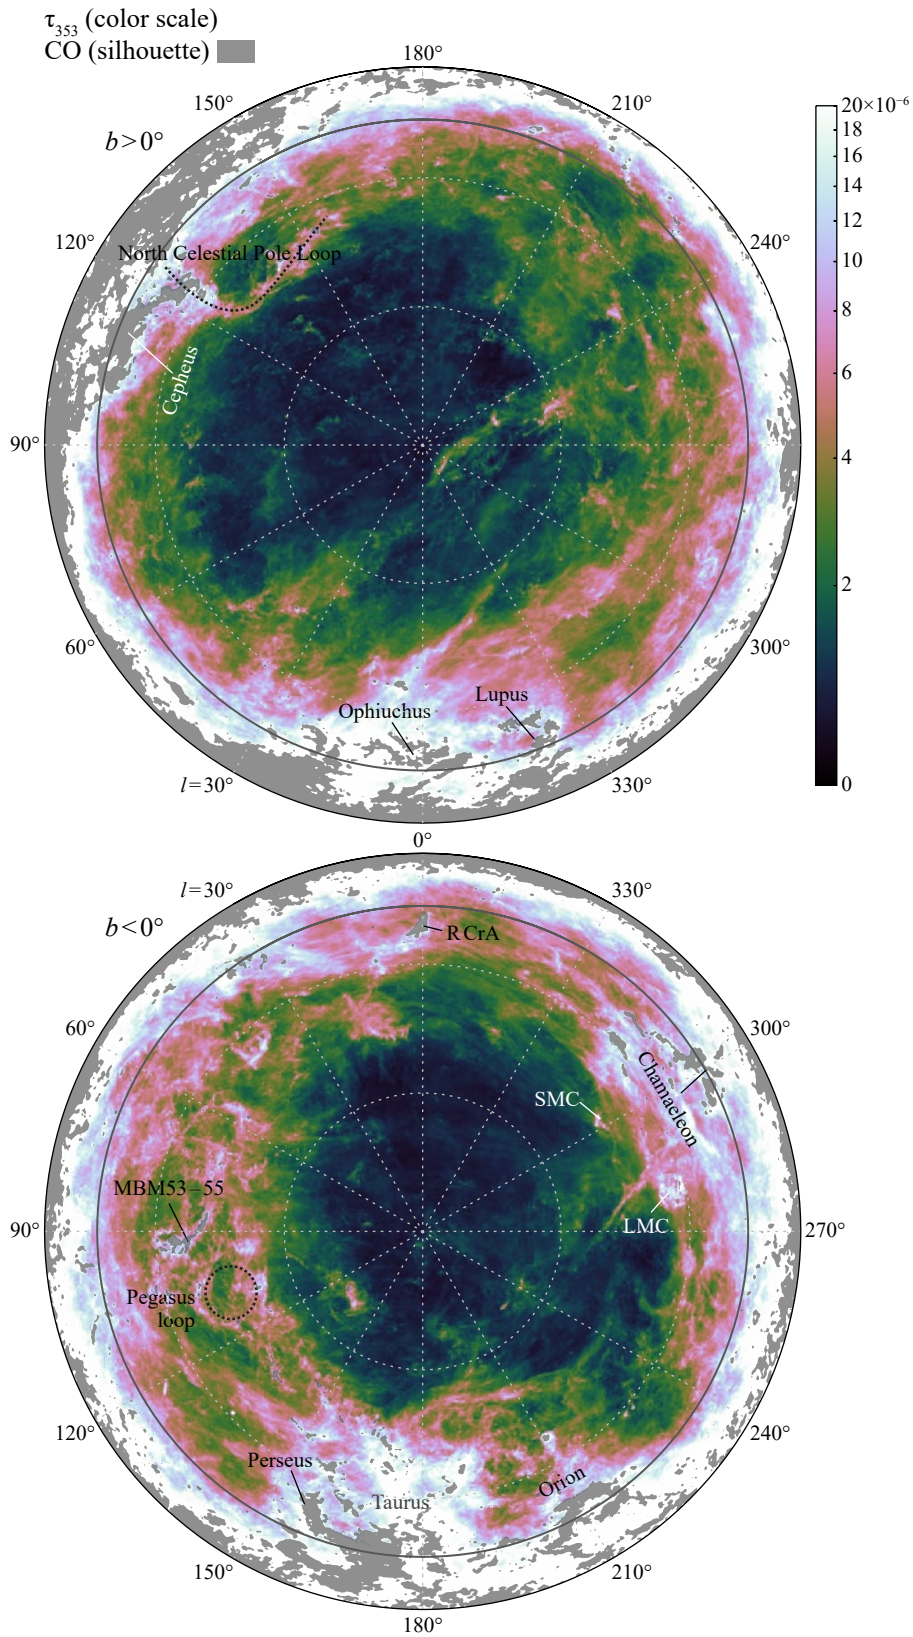 τ₃₅₃ (color scale)
CO (silhouette)
180°
150°
210°
b>0°
20×10⁻⁶
18
16
14
12
10
8
6
4
2
0
120°
240°
North Celestial Pole Loop
Cepheus
90°
60°
300°
Ophiuchus
Lupus
l=30°
330°
0°
l=30°
330°
b<0°
R CrA
60°
300°
Chamaeleon
SMC
MBM53–55
LMC
90°
270°
Pegasus
loop
120°
240°
Perseus
Taurus
Orion
150°
210°
180°